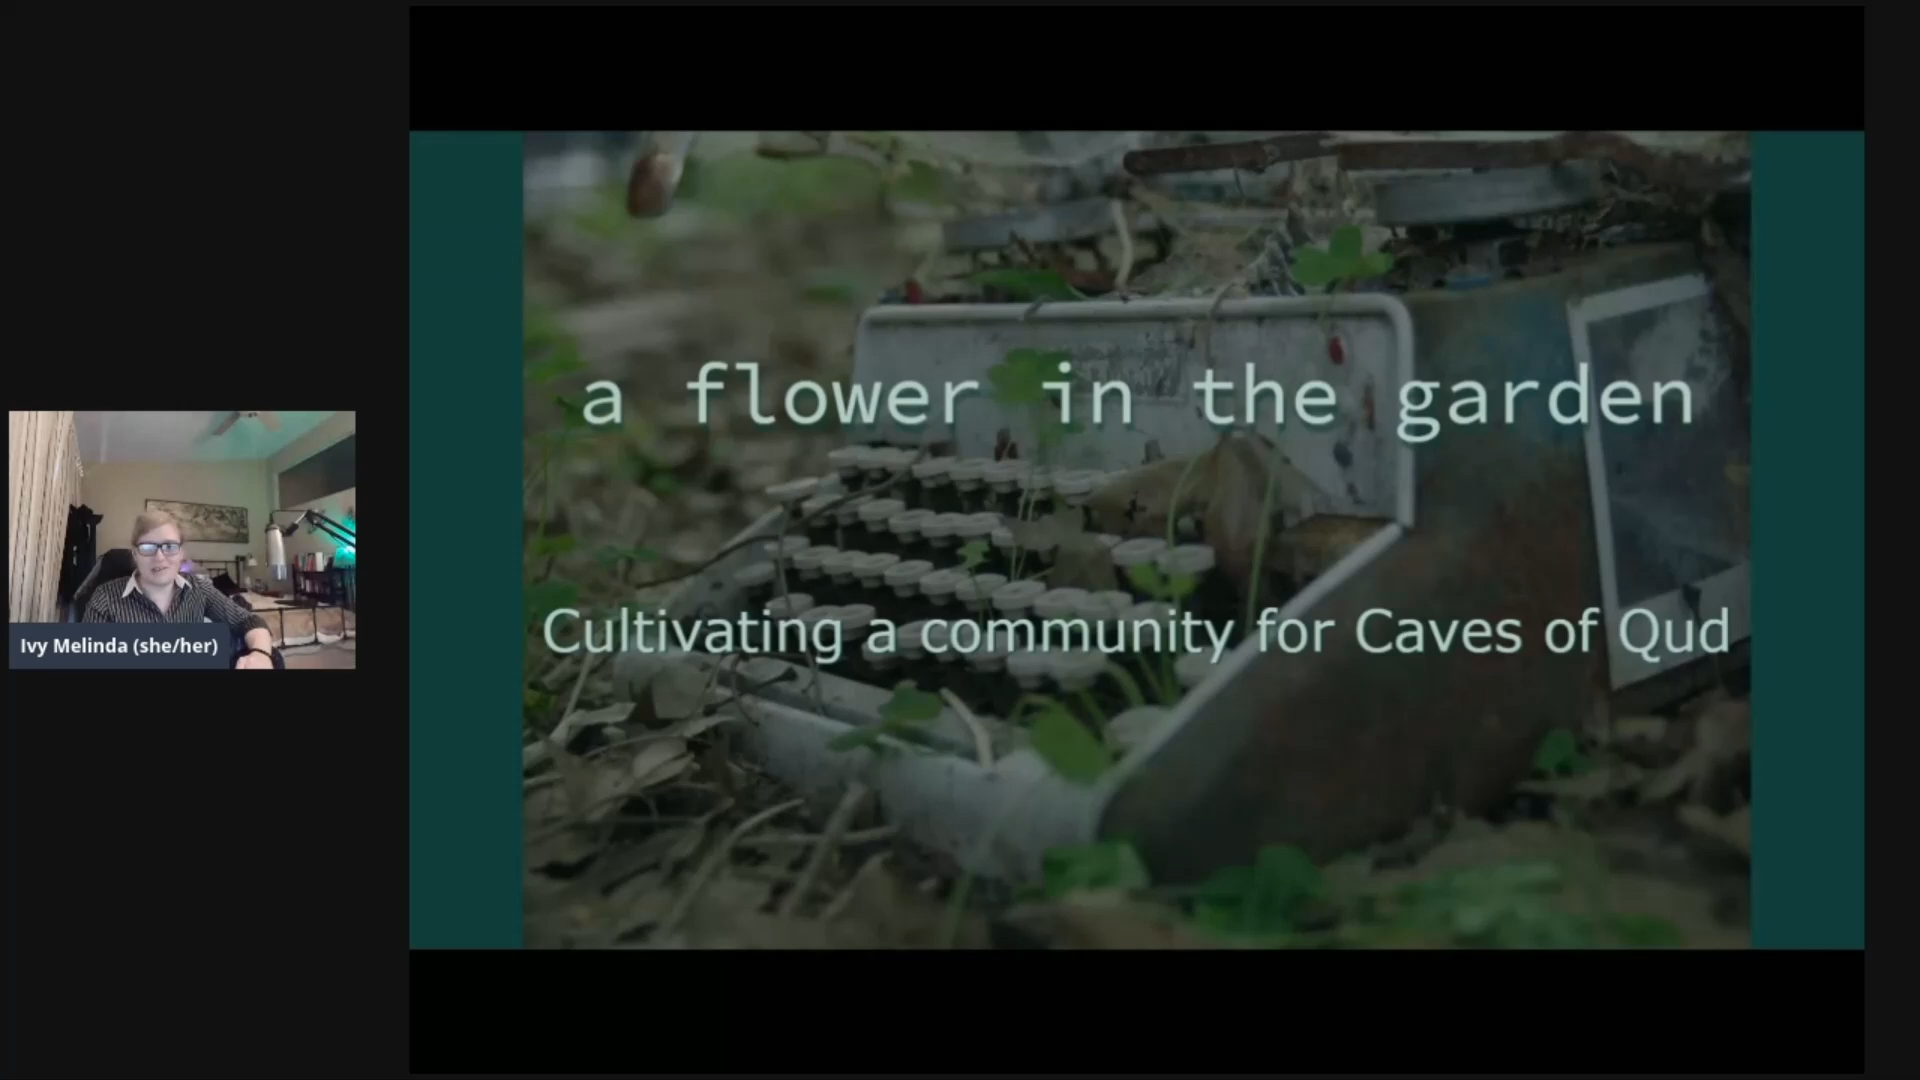 a flower in the garden
Cultivating a community for Caves of Qud
Ivy Melinda (she/her)